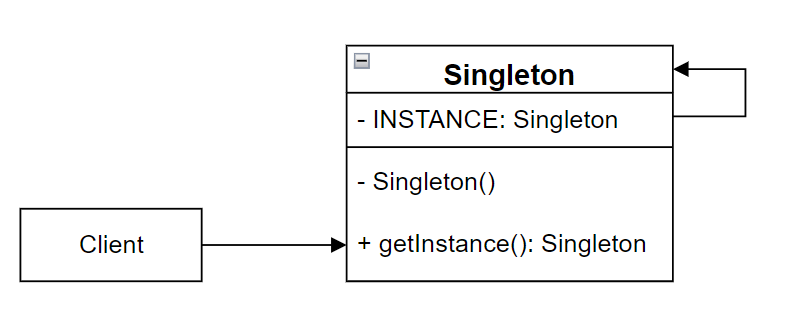 Singleton
- INSTANCE: Singleton
- Singleton()
Client
+ getInstance(): Singleton